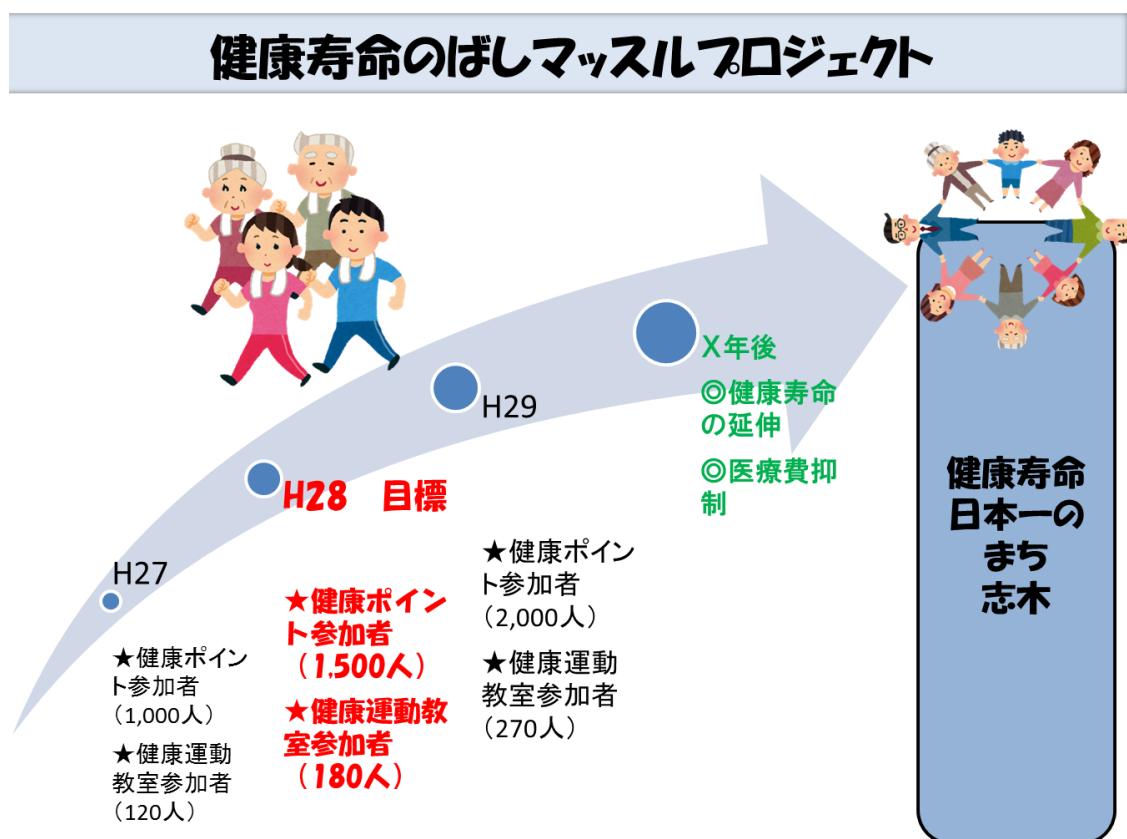 健康寿命のばしマッスルプロジェクト
H27
★健康ポイン
ト参加者
（1,000人）
★健康運動
教室参加者
（120人）
H28　目標
★健康ポイン
ト参加者
（1,500人）
★健康運動教
室参加者
（180人）
H29
★健康ポイン
ト参加者
（2,000人）
★健康運動
教室参加者
（270人）
X年後
◎健康寿命
の延伸
◎医療費抑
制
健康寿命
日本一の
まち
志木